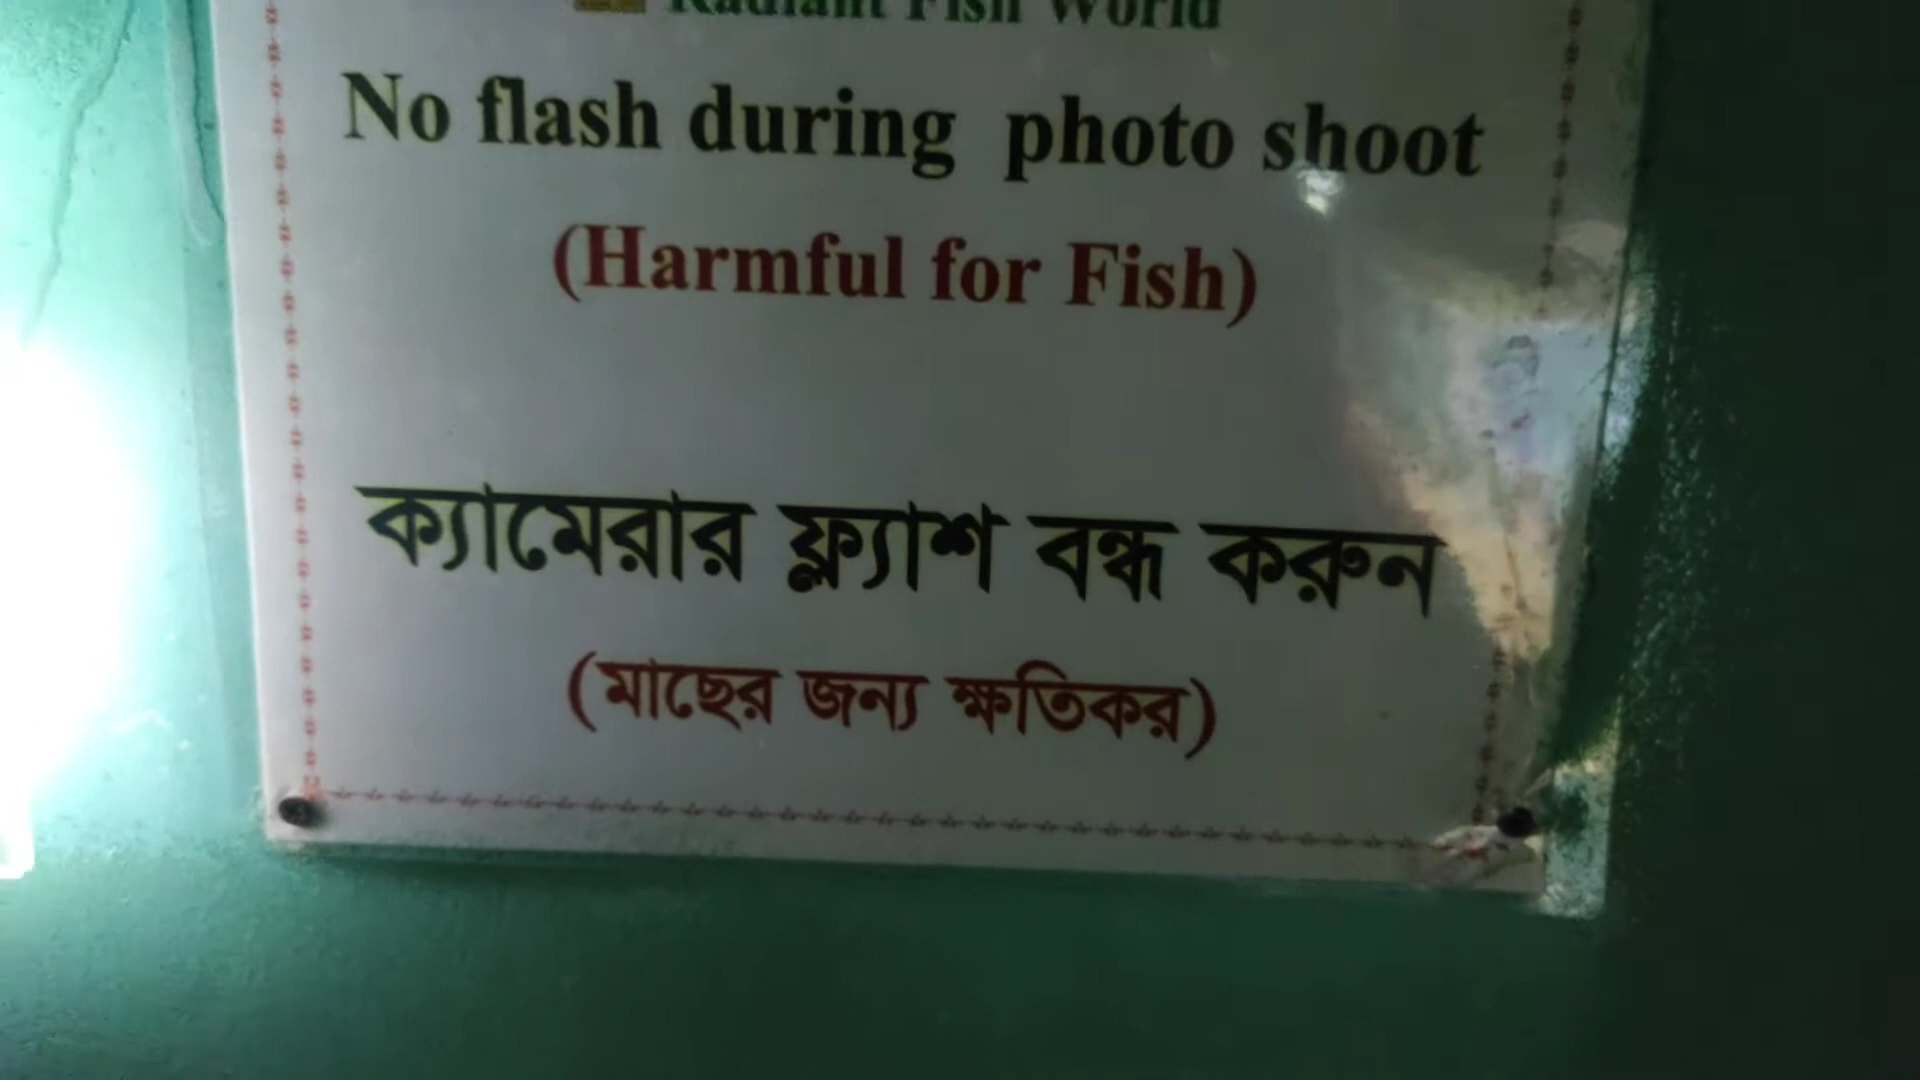 Radiant Fish World
No flash during photo shoot
(Harmful for Fish)
ক্যামেরার ফ্ল্যাশ বন্ধ করুন
(মাছের জন্য ক্ষতিকর)